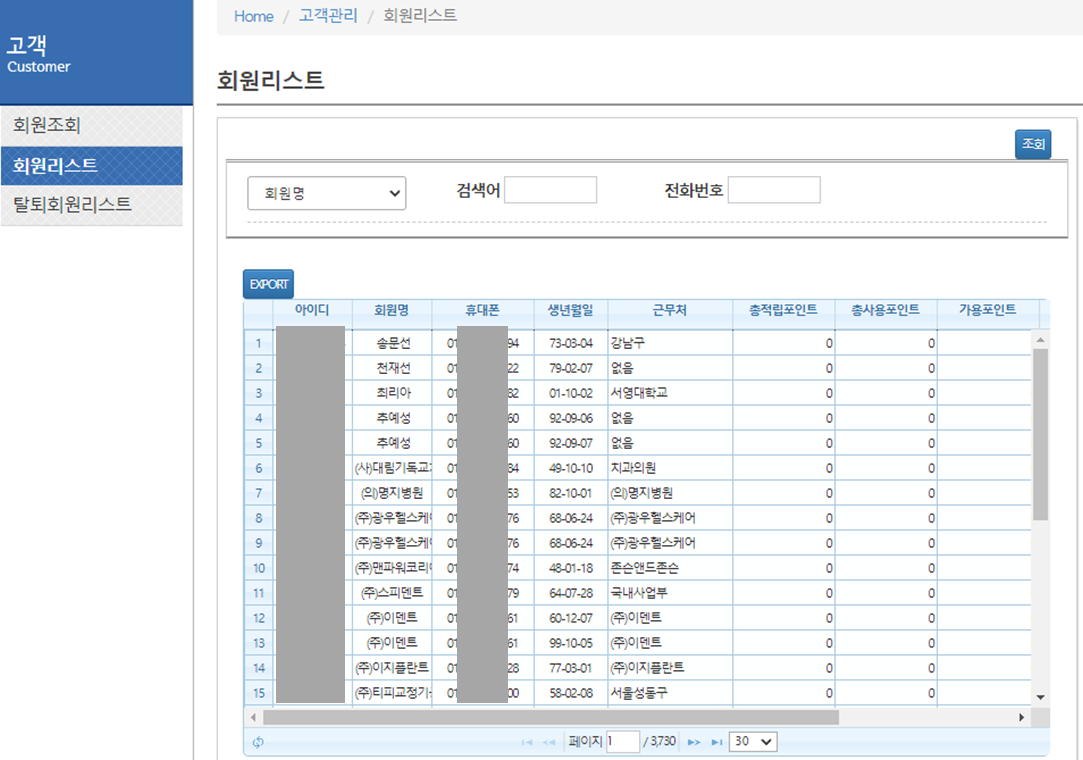 Home / 고객관리 / 회원리스트
고객
Customer
회원조회
회원리스트
탈퇴회원리스트
회원리스트
조회
회원명 검색어 전화번호
EXPORT
아이디 회원명 휴대폰 생년월일 근무처 총적립포인트 총사용포인트 가용포인트
1 송문선 01 94 73-03-04 강남구 0 0
2 천재선 01 22 79-02-07 없음 0 0
3 최리아 01 82 01-10-02 서영대학교 0 0
4 추예성 01 60 92-09-06 없음 0 0
5 추예성 01 60 92-09-07 없음 0 0
6 (사)대림기독교 01 84 49-10-10 치과의원 0 0
7 (의)명지병원 01 53 82-10-01 (의)명지병원 0 0
8 (주)광우헬스케 01 76 68-06-24 (주)광우헬스케어 0 0
9 (주)광우헬스케 01 76 68-06-24 (주)광우헬스케어 0 0
10 (주)맨파워코리 01 74 48-01-18 존슨앤드존슨 0 0
11 (주)스피덴트 01 79 64-07-28 국내사업부 0 0
12 (주)이덴트 01 61 60-12-07 (주)이덴트 0 0
13 (주)이덴트 01 61 99-10-05 (주)이덴트 0 0
14 (주)이지플란트 01 28 77-03-01 (주)이지플란트 0 0
15 (주)티피교정기 01 00 58-02-08 서울성동구 0 0
페이지 1 / 3,730 30